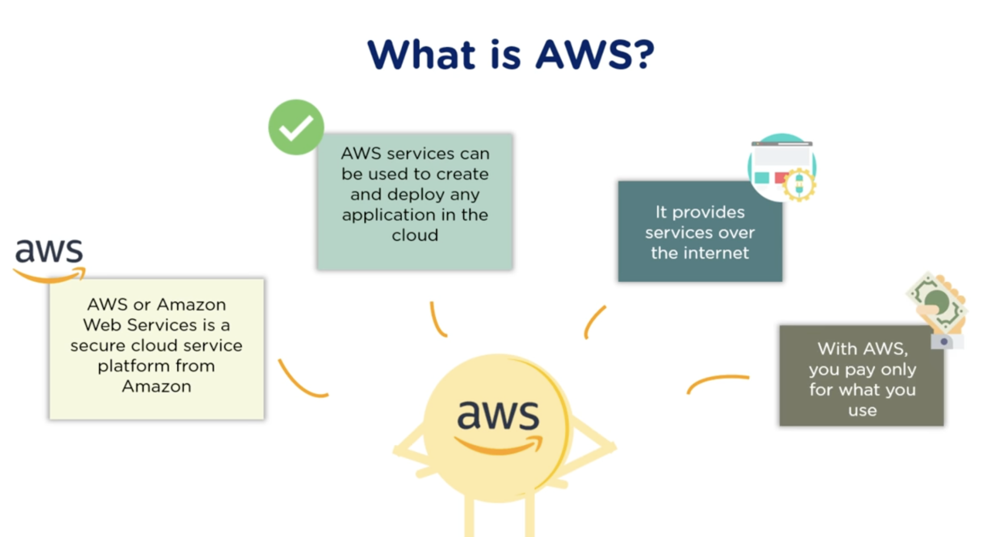 What is AWS?
AWS services can
be used to create
and deploy any
application in the
cloud
It provides
services over
the internet
aws
AWS or Amazon
Web Services is a
secure cloud service
platform from
Amazon
With AWS,
you pay only
for what you
use
aws